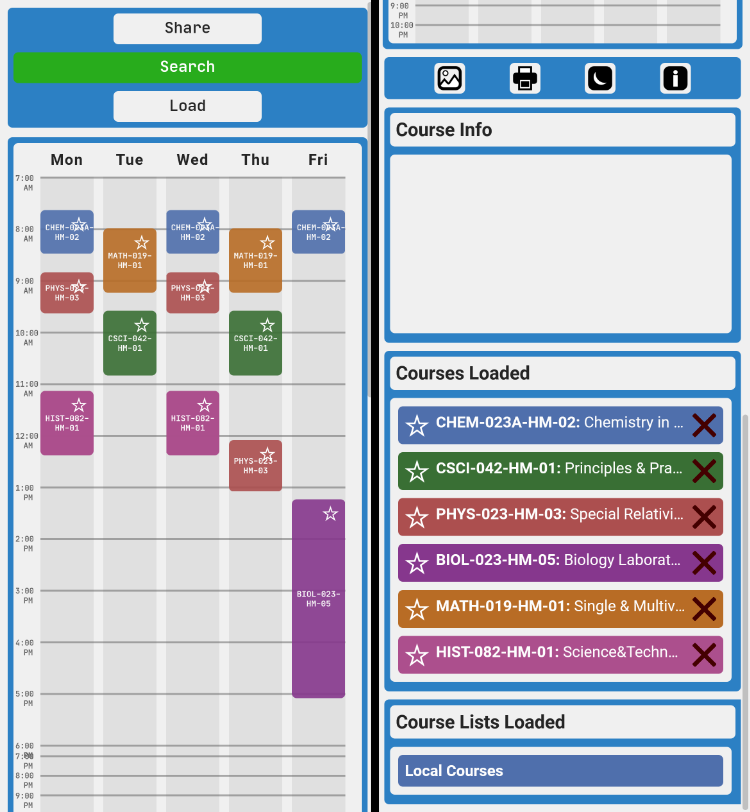 Share
Search
Load
Mon Tue Wed Thu Fri
7:00
AM
8:00
AM
9:00
AM
10:00
AM
11:00
AM
12:00
AM
1:00
PM
2:00
PM
3:00
PM
4:00
PM
5:00
PM
6:00
PM
7:00
PM
8:00
PM
9:00
PM
CHEM-023A-
HM-02
PHYS-023-
HM-03
HIST-082-
HM-01
MATH-019-
HM-01
CSCI-042-
HM-01
CHEM-023A-
HM-02
PHYS-023-
HM-03
HIST-082-
HM-01
MATH-019-
HM-01
CSCI-042-
HM-01
PHYS-023-
HM-03
CHEM-023A-
HM-02
BIOL-023-
HM-05
9:00
PM
10:00
PM
Course Info
Courses Loaded
CHEM-023A-HM-02: Chemistry in ...
CSCI-042-HM-01: Principles & Pra...
PHYS-023-HM-03: Special Relativi...
BIOL-023-HM-05: Biology Laborat...
MATH-019-HM-01: Single & Multiv...
HIST-082-HM-01: Science&Techn...
Course Lists Loaded
Local Courses